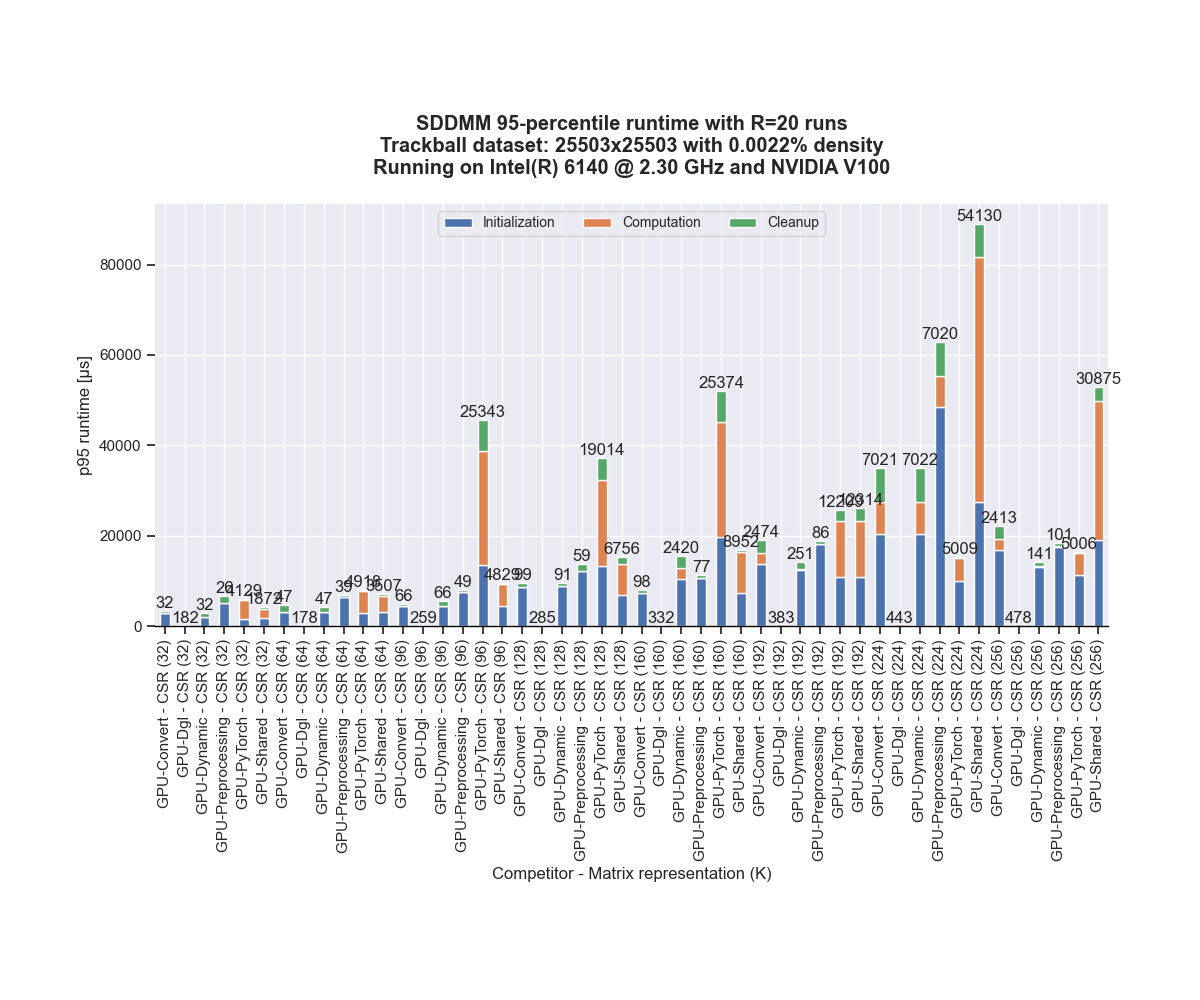 SDDMM 95-percentile runtime with R=20 runs
Trackball dataset: 25503x25503 with 0.0022% density
Running on Intel(R) 6140 @ 2.30 GHz and NVIDIA V100
Initialization
Computation
Cleanup
p95 runtime [µs]
80000
60000
40000
20000
0
32
182
32
4129
1872
47
178
47
39
4918
3507
66
259
66
49
25343
4829
99
285
91
59
19014
6756
98
332
2420
77
25374
8952
2474
383
251
86
12314
7021
443
7022
7020
5009
54130
2413
478
141
101
5006
30875
GPU-Convert - CSR (32)
GPU-Dgl - CSR (32)
GPU-Dynamic - CSR (32)
GPU-Preprocessing - CSR (32)
GPU-PyTorch - CSR (32)
GPU-Shared - CSR (32)
GPU-Convert - CSR (64)
GPU-Dgl - CSR (64)
GPU-Dynamic - CSR (64)
GPU-Preprocessing - CSR (64)
GPU-PyTorch - CSR (64)
GPU-Shared - CSR (64)
GPU-Convert - CSR (96)
GPU-Dgl - CSR (96)
GPU-Dynamic - CSR (96)
GPU-Preprocessing - CSR (96)
GPU-PyTorch - CSR (96)
GPU-Shared - CSR (96)
GPU-Convert - CSR (128)
GPU-Dgl - CSR (128)
GPU-Dynamic - CSR (128)
GPU-Preprocessing - CSR (128)
GPU-PyTorch - CSR (128)
GPU-Shared - CSR (128)
GPU-Convert - CSR (160)
GPU-Dgl - CSR (160)
GPU-Dynamic - CSR (160)
GPU-Preprocessing - CSR (160)
GPU-PyTorch - CSR (160)
GPU-Shared - CSR (160)
GPU-Convert - CSR (192)
GPU-Dgl - CSR (192)
GPU-Dynamic - CSR (192)
GPU-Preprocessing - CSR (192)
GPU-PyTorch - CSR (192)
GPU-Shared - CSR (192)
GPU-Convert - CSR (224)
GPU-Dgl - CSR (224)
GPU-Dynamic - CSR (224)
GPU-Preprocessing - CSR (224)
GPU-PyTorch - CSR (224)
GPU-Shared - CSR (224)
GPU-Convert - CSR (256)
GPU-Dgl - CSR (256)
GPU-Dynamic - CSR (256)
GPU-Preprocessing - CSR (256)
GPU-PyTorch - CSR (256)
GPU-Shared - CSR (256)
Competitor - Matrix representation (K)